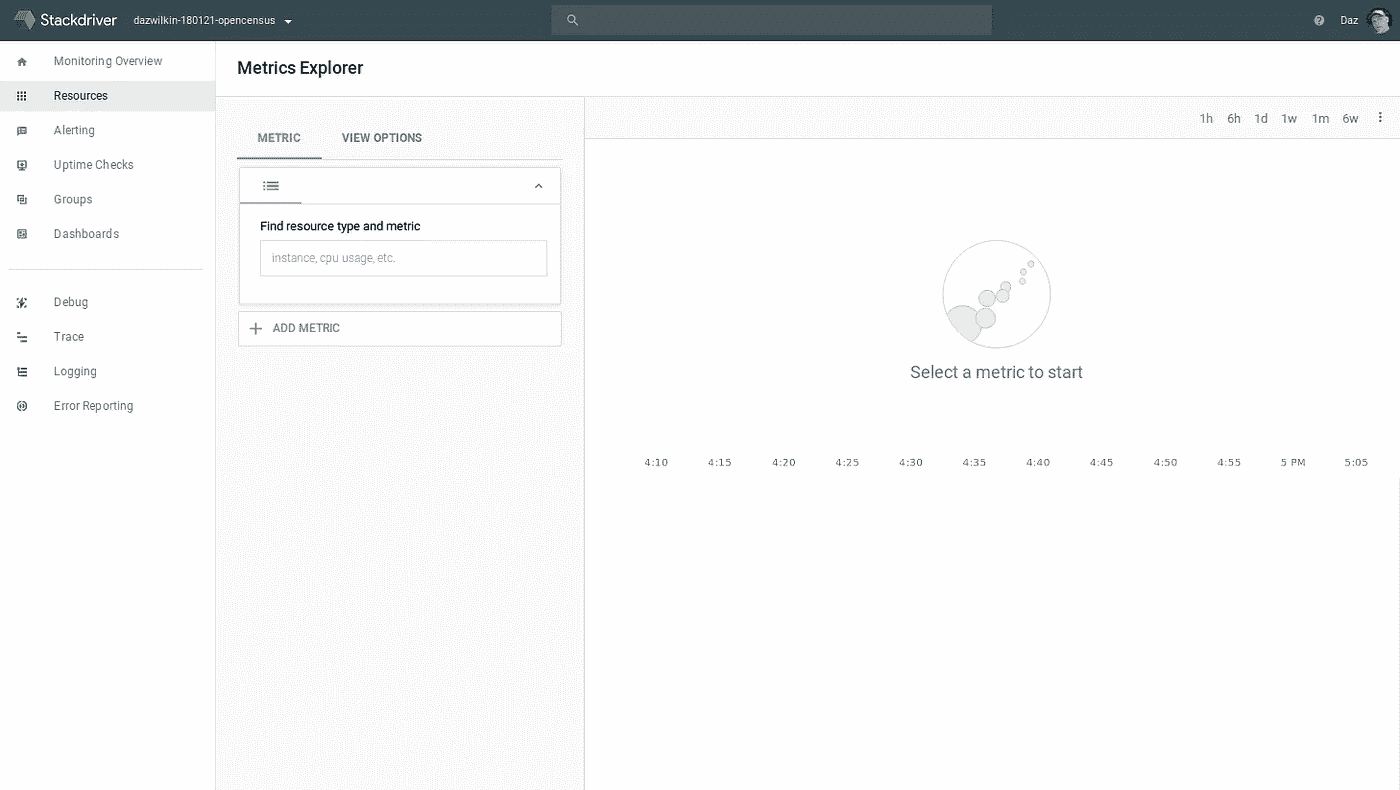 Stackdriver dazwilkin-180121-opencensus Daz
Monitoring Overview
Resources
Alerting
Uptime Checks
Groups
Dashboards
Debug
Trace
Logging
Error Reporting
Metrics Explorer
METRIC VIEW OPTIONS
Find resource type and metric
instance, cpu usage, etc.
ADD METRIC
1h 6h 1d 1w 1m 6w
Select a metric to start
4:10 4:15 4:20 4:25 4:30 4:35 4:40 4:45 4:50 4:55 5 PM 5:05